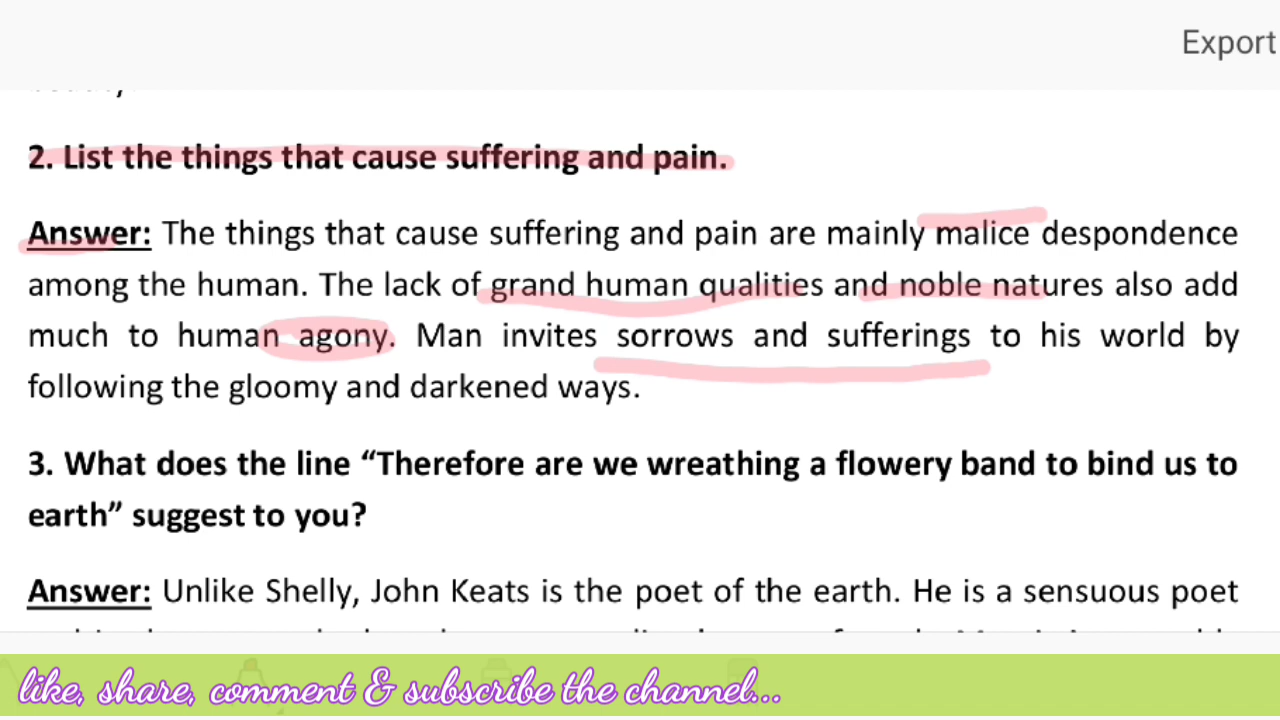 Export
2. List the things that cause suffering and pain.
Answer: The things that cause suffering and pain are mainly malice despondence
among the human. The lack of grand human qualities and noble natures also add
much to human agony. Man invites sorrows and sufferings to his world by
following the gloomy and darkened ways.
3. What does the line “Therefore are we wreathing a flowery band to bind us to
earth” suggest to you?
Answer: Unlike Shelly, John Keats is the poet of the earth. He is a sensuous poet
like, share, comment & subscribe the channel...